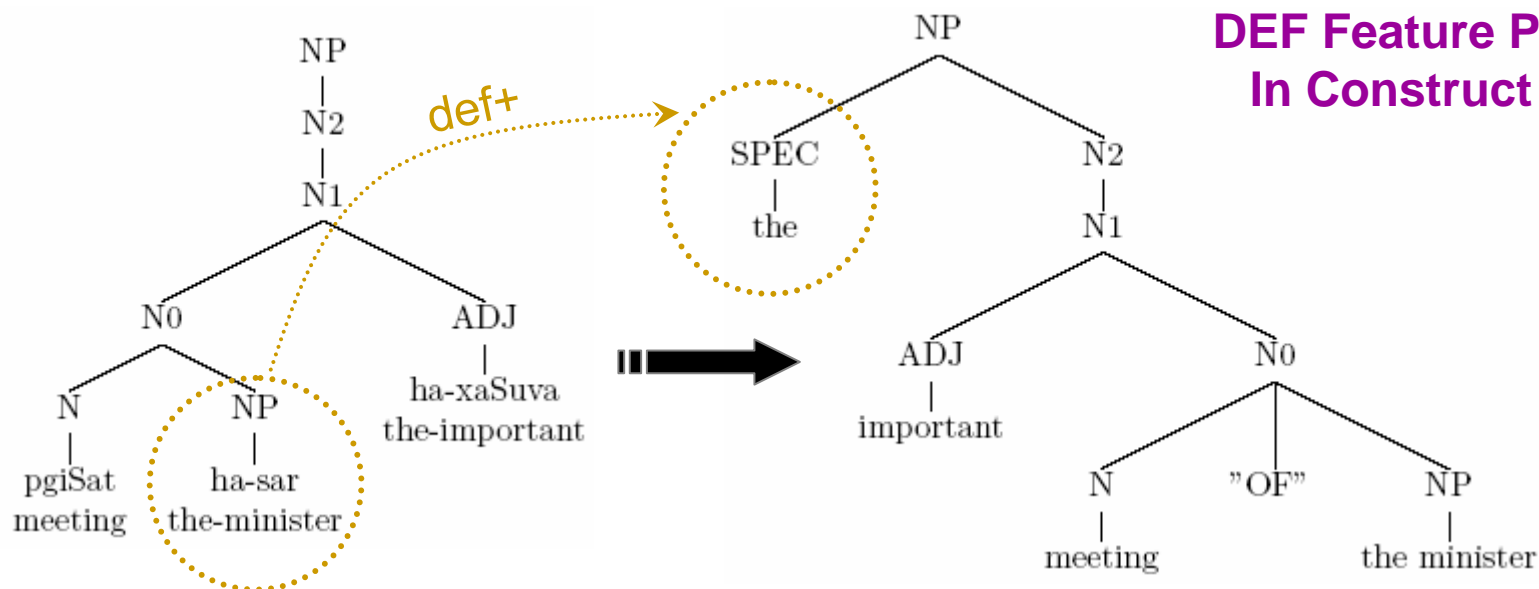 DEF Feature P
In Construct
NP
N2
N1
N0
ADJ
N
NP
ha-xaSuva
the-important
pgiSat
meeting
ha-sar
the-minister
def+
NP
SPEC
N2
the
N1
ADJ
N0
important
N
"OF"
NP
meeting
the minister